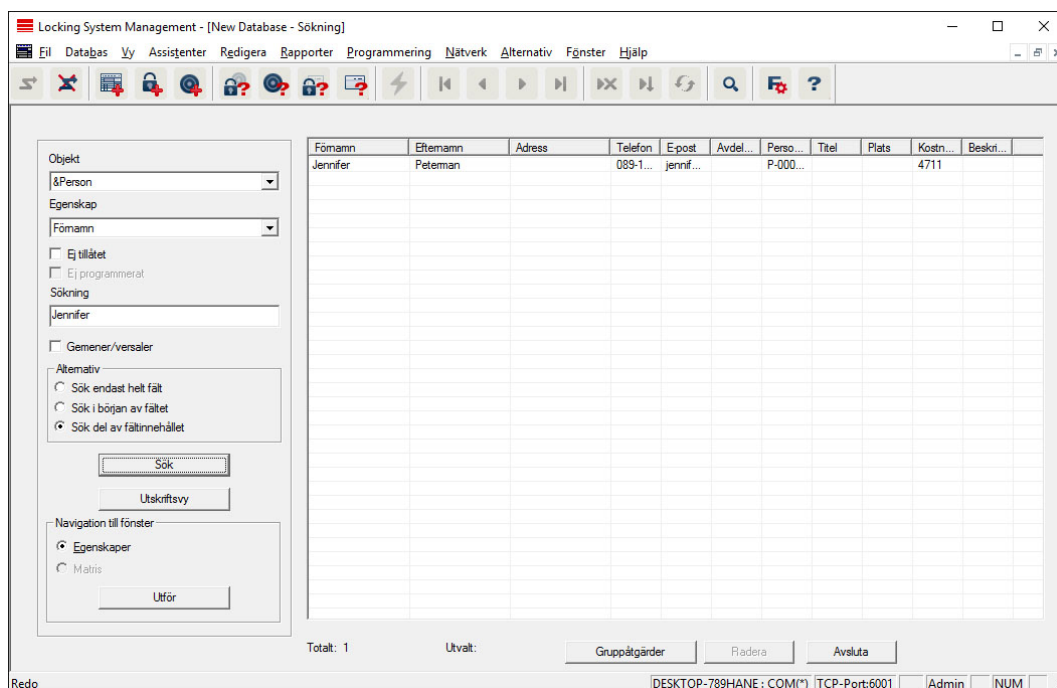 Locking System Management - [New Database - Sökning]
Fil Databas Vy Assistenter Redigera Rapporter Programmering Nätverk Alternativ Fönster Hjälp
Objekt
&Person
Egenskap
Förnamn
Ej tillåtet
Ej programmerat
Sökning
Jennifer
Gemener/versaler
Alternativ
Sök endast helt fält
Sök i början av fältet
Sök del av fältinnehållet
Sök
Utskriftsvy
Navigation till fönster
Egenskaper
Matris
Utför
Förnamn Efternamn Adress Telefon E-post Avdel... Perso... Titel Plats Kostn... Beskri...
Jennifer Peterman 089-1... jennif... P-000... 4711
Totalt: 1 Utvalt: Gruppåtgärder Radera Avsluta
Redo DESKTOP-789HANE : COM(*) TCP-Port:6001 Admin NUM